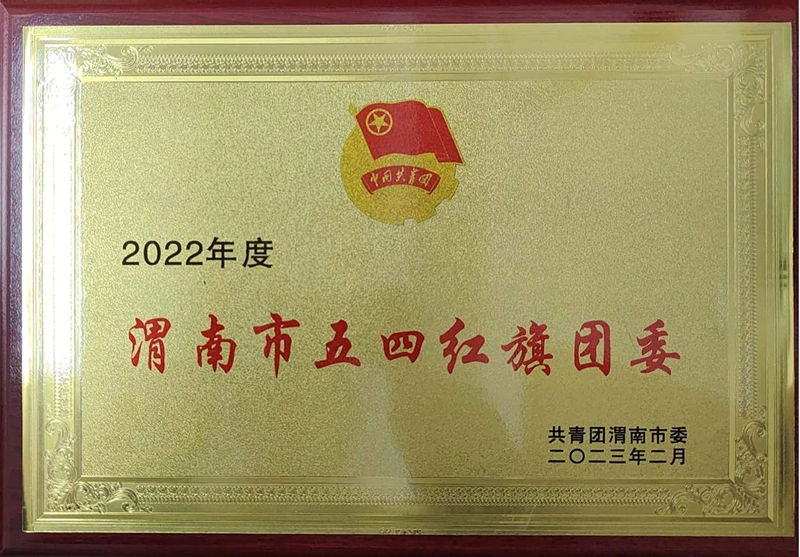 中国共青团
2022年度
渭南市五四红旗团委
共青团渭南市委
二〇二三年二月